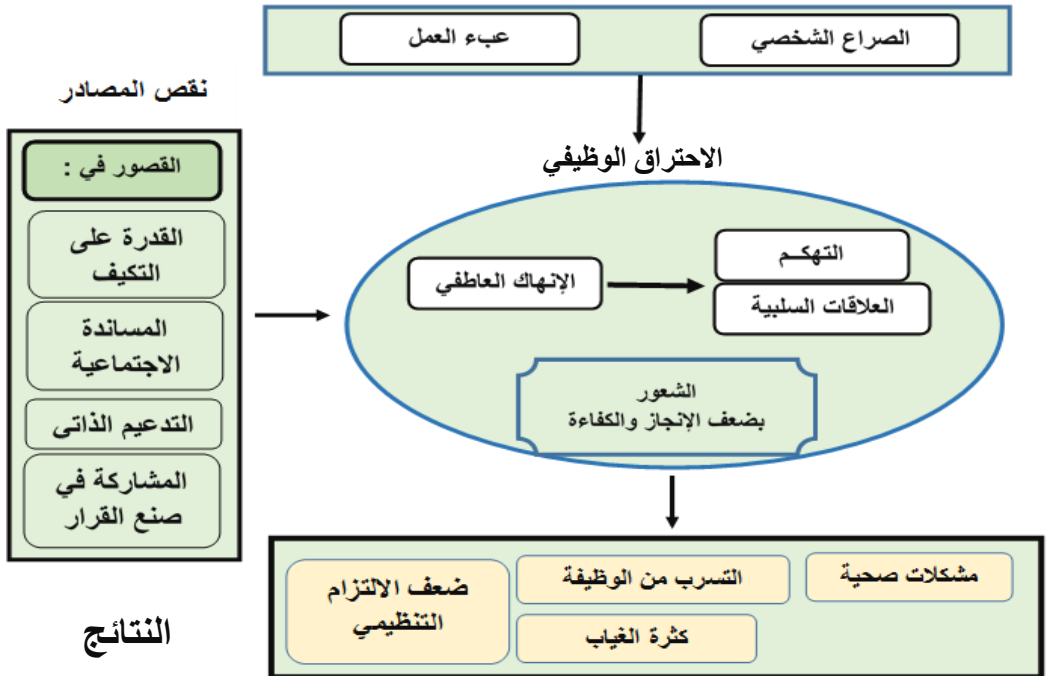 الصراع الشخصي
عبء العمل
نقص المصادر
القصور في :
القدرة على
التكيف
المساندة
الاجتماعية
التدعيم الذاتى
المشاركة في
صنع القرار
الاحتراق الوظيفي
الإنهاك العاطفي
التهكـم
العلاقات السلبية
الشعور
بضعف الإنجاز والكفاءة
النتائج
مشكلات صحية
التسرب من الوظيفة
كثرة الغياب
ضعف الالتزام
التنظيمي